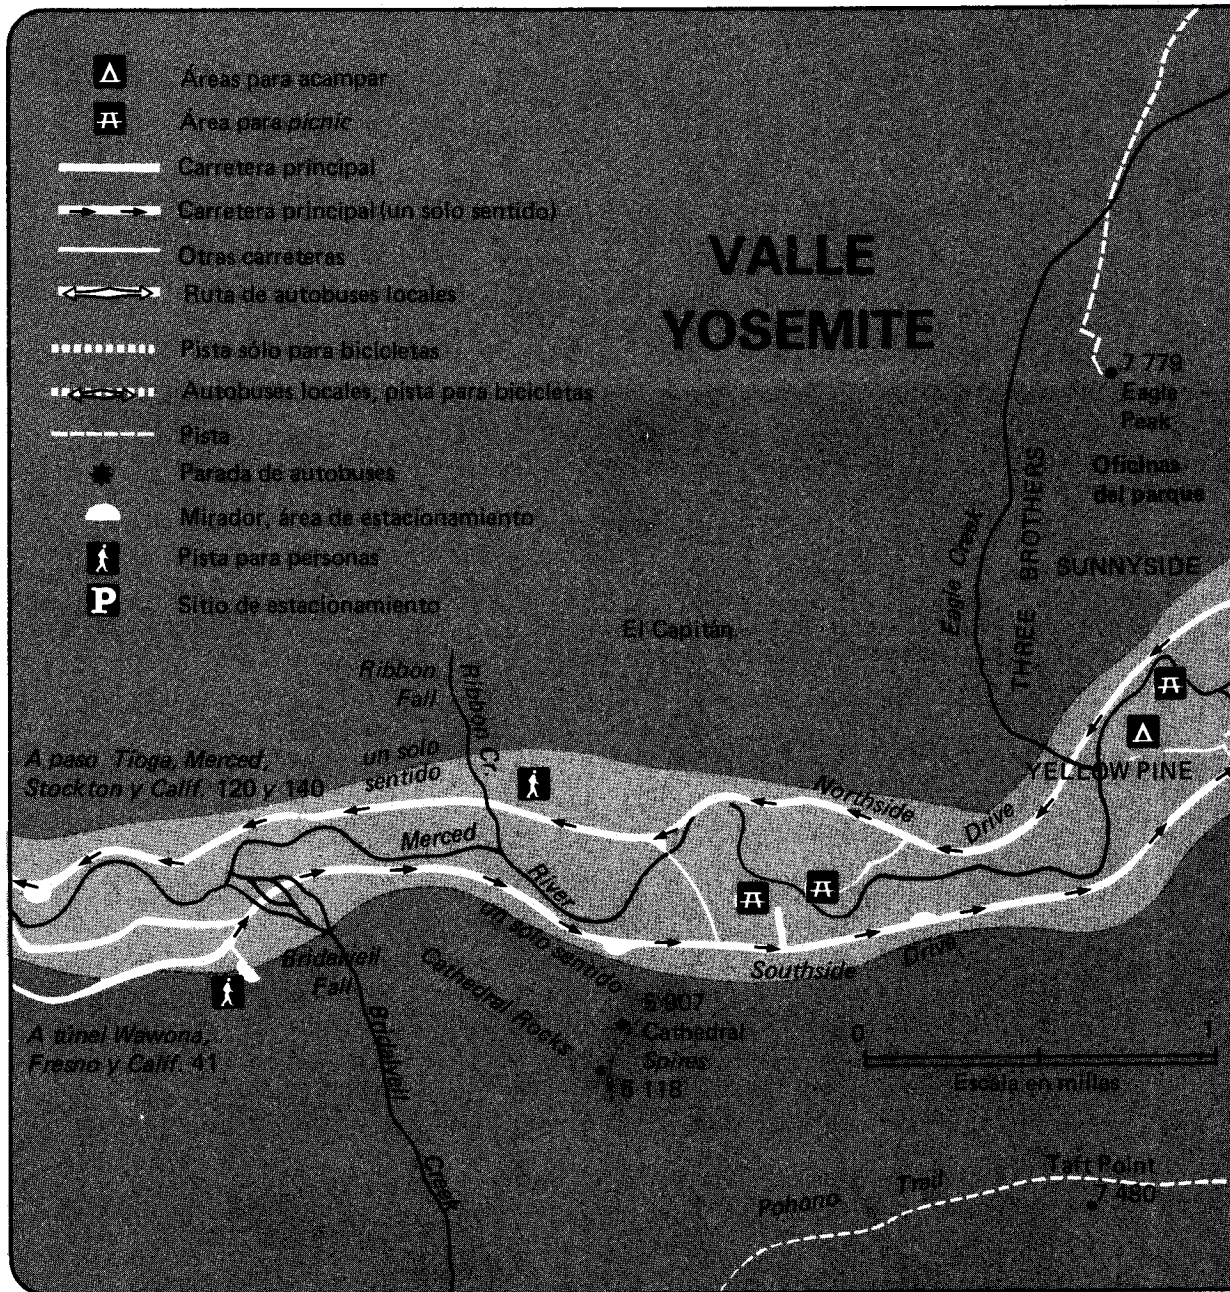 Áreas para acampar
Área para picnic
Carretera principal
Carretera principal (un solo sentido)
Otras carreteras
Ruta de autobuses locales
Pista sólo para bicicletas
Autobuses locales, pista para bicicletas
Pista
Parada de autobuses
Mirador, área de estacionamiento
Pista para personas
P
Sitio de estacionamiento
VALLE
YOSEMITE
7 779
Eagle
Peak
Oficinas
del parque
SUNNYSIDE
Eagle Creek
THREE BROTHERS
El Capitán
Ribbon
Fall
Ribbon Cr.
un solo
sentido
A paso Tioga, Merced,
Stockton y Calif. 120 y 140
YELLOW PINE
Northside
Drive
Merced
River
un solo sentido
Southside
Drive
Bridalveil
Fall
Cathedral Rocks
Cathedral
Spires
6 118
A túnel Wawona,
Fresno y Calif. 41
Bridalveil
Creek
0
1
Escala en millas
Taft Point
Pohono
Trail